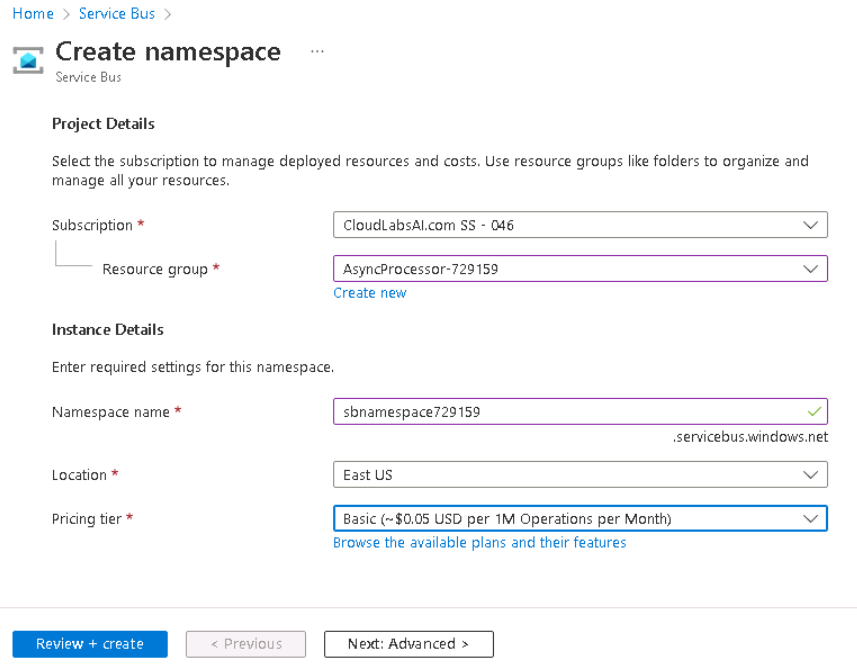 Home > Service Bus >
Create namespace ...
Service Bus
Project Details
Select the subscription to manage deployed resources and costs. Use resource groups like folders to organize and
manage all your resources.
Subscription *
CloudLabsAI.com SS - 046
Resource group *
AsyncProcessor-729159
Create new
Instance Details
Enter required settings for this namespace.
Namespace name *
sbnamespace729159
.servicebus.windows.net
Location *
East US
Pricing tier *
Basic (~$0.05 USD per 1M Operations per Month)
Browse the available plans and their features
Review + create
< Previous
Next: Advanced >